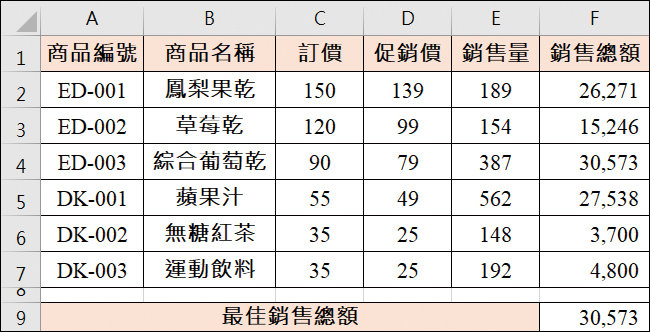 A B C D E F
1 商品編號 商品名稱 訂價 促銷價 銷售量 銷售總額
2 ED-001 鳳梨果乾 150 139 189 26,271
3 ED-002 草莓乾 120 99 154 15,246
4 ED-003 綜合葡萄乾 90 79 387 30,573
5 DK-001 蘋果汁 55 49 562 27,538
6 DK-002 無糖紅茶 35 25 148 3,700
7 DK-003 運動飲料 35 25 192 4,800
8
9 最佳銷售總額 30,573